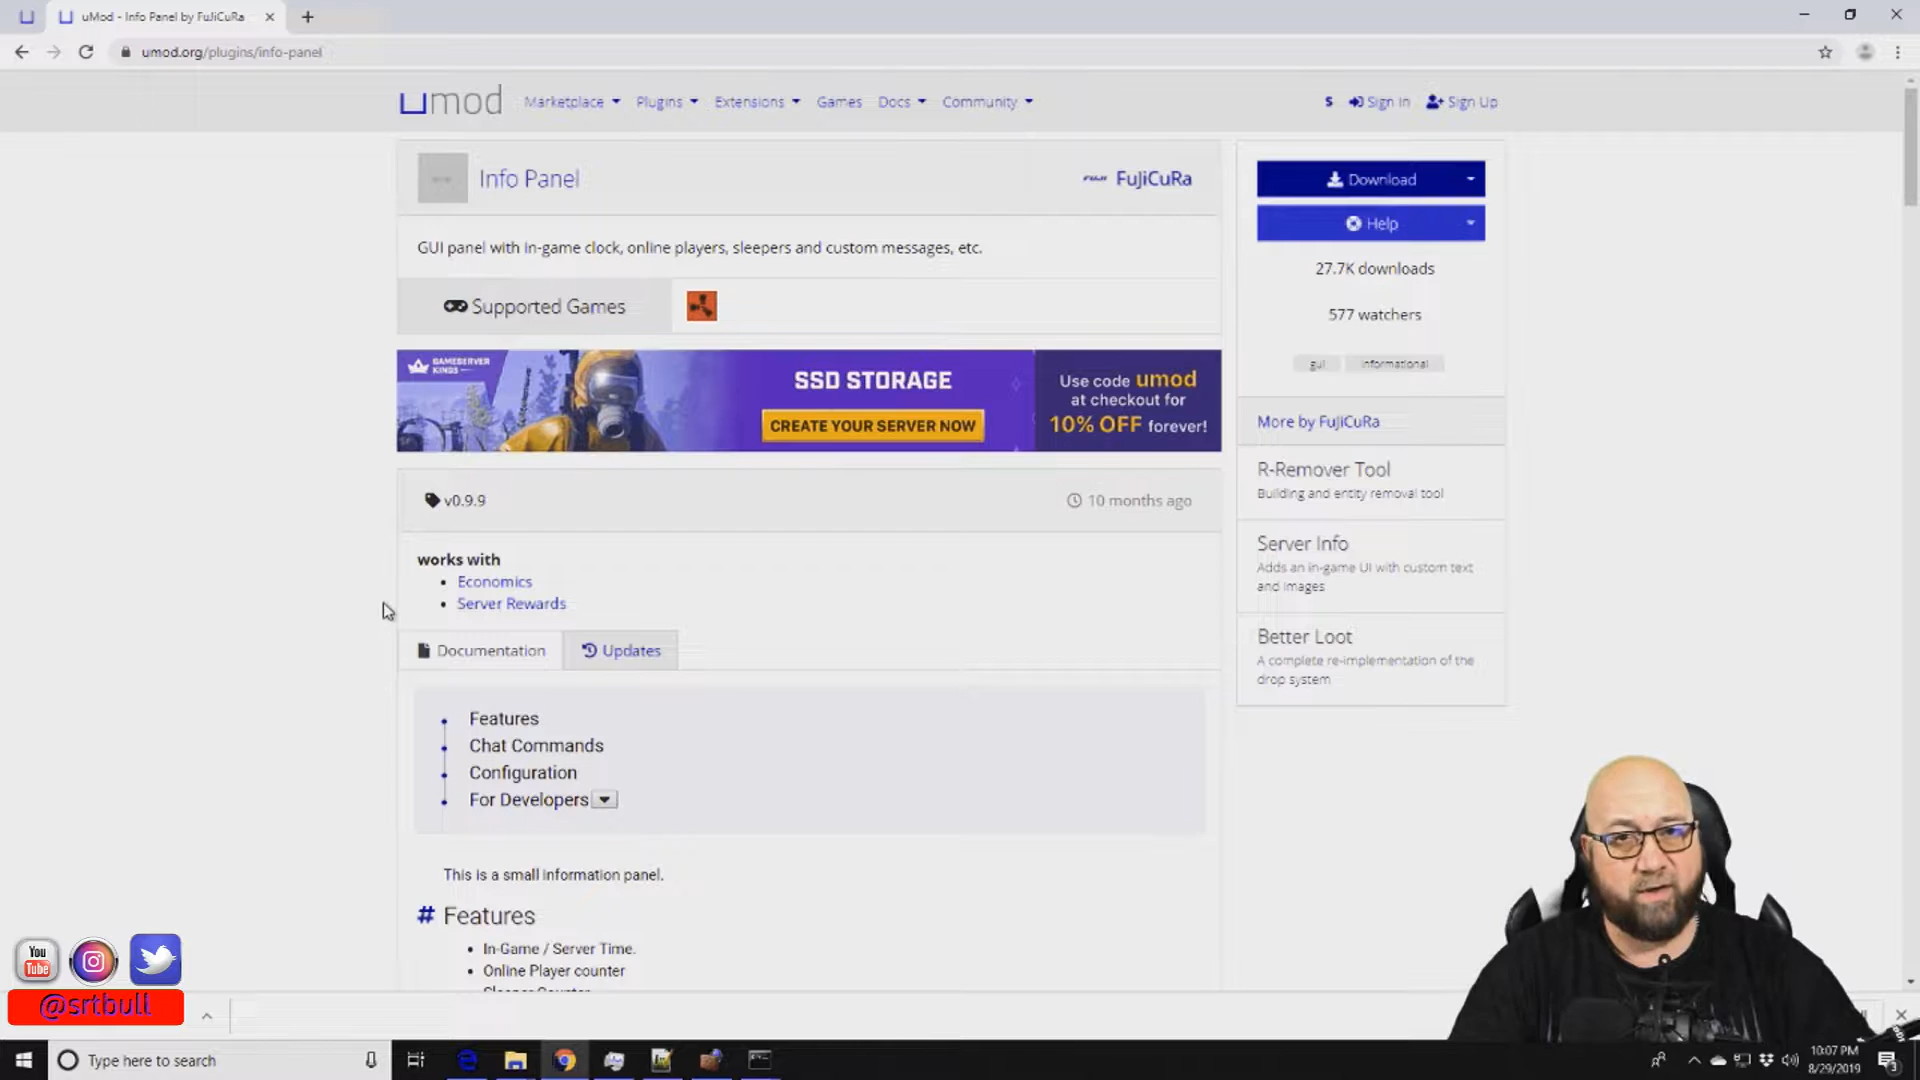 uMod - Info Panel by FuJiCuRa
umod.org/plugins/info-panel
umod
Marketplace
Plugins
Extensions
Games
Docs
Community
$
Sign In
Sign Up
Info Panel
FuJiCuRa
GUI panel with in-game clock, online players, sleepers and custom messages, etc.
Supported Games
GAMESERVER
KINGS
SSD STORAGE
CREATE YOUR SERVER NOW
Use code umod
at checkout for
10% OFF forever!
v0.9.9
10 months ago
works with
Economics
Server Rewards
Documentation
Updates
Features
Chat Commands
Configuration
For Developers
This is a small information panel.
# Features
In-Game / Server Time.
Online Player counter
Sleeper Counter
Download
Help
27.7K downloads
577 watchers
gui
informational
More by FuJiCuRa
R-Remover Tool
Building and entity removal tool
Server Info
Adds an in-game UI with custom text
and images
Better Loot
A complete re-implementation of the
drop system
You
Tube
@srtbull
Type here to search
10:07 PM
8/29/2019
3